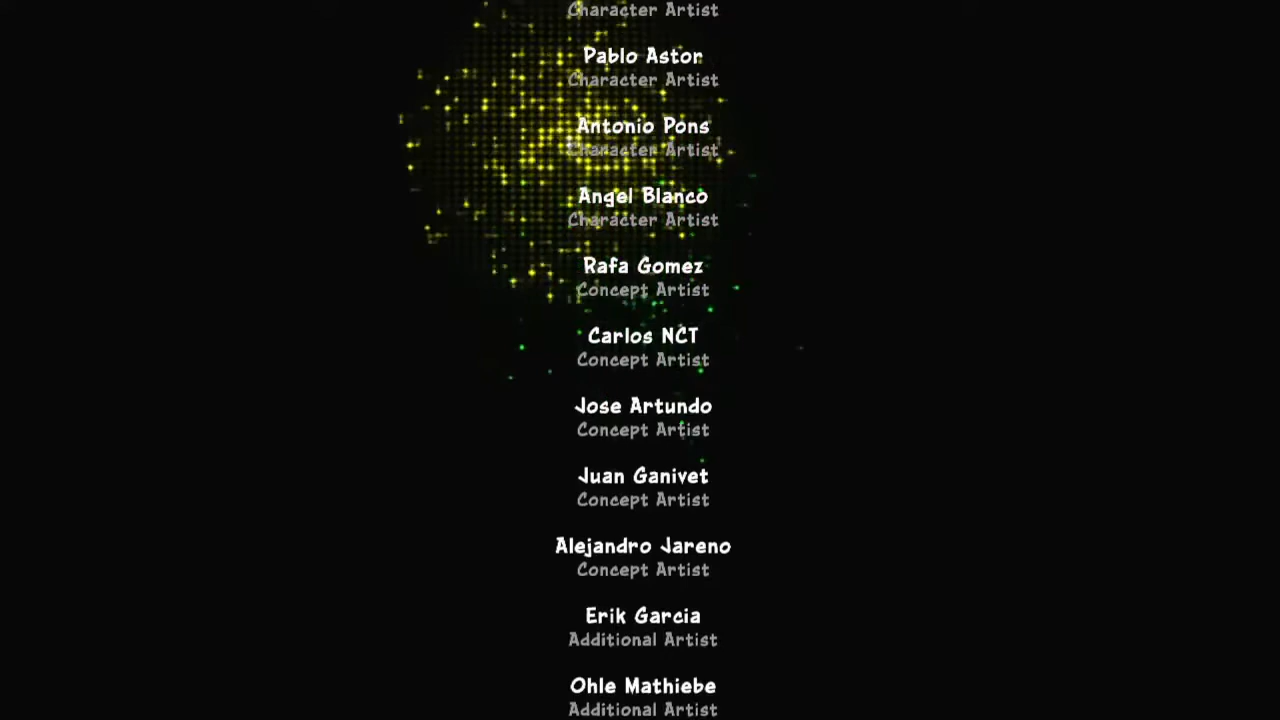 Character Artist
Pablo Astor
Character Artist
Antonio Pons
Character Artist
Angel Blanco
Character Artist
Rafa Gomez
Concept Artist
Carlos NCT
Concept Artist
Jose Artundo
Concept Artist
Juan Ganivet
Concept Artist
Alejandro Jareno
Concept Artist
Erik Garcia
Additional Artist
Ohle Mathiebe
Additional Artist